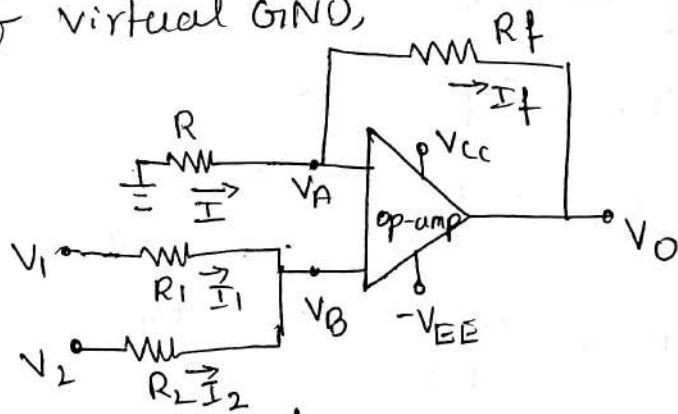 virtual GND,
Rf
If
R
I
VA
VCC
op-amp
VO
V1
R1 I1
VB
-VEE
V2
R2 I2